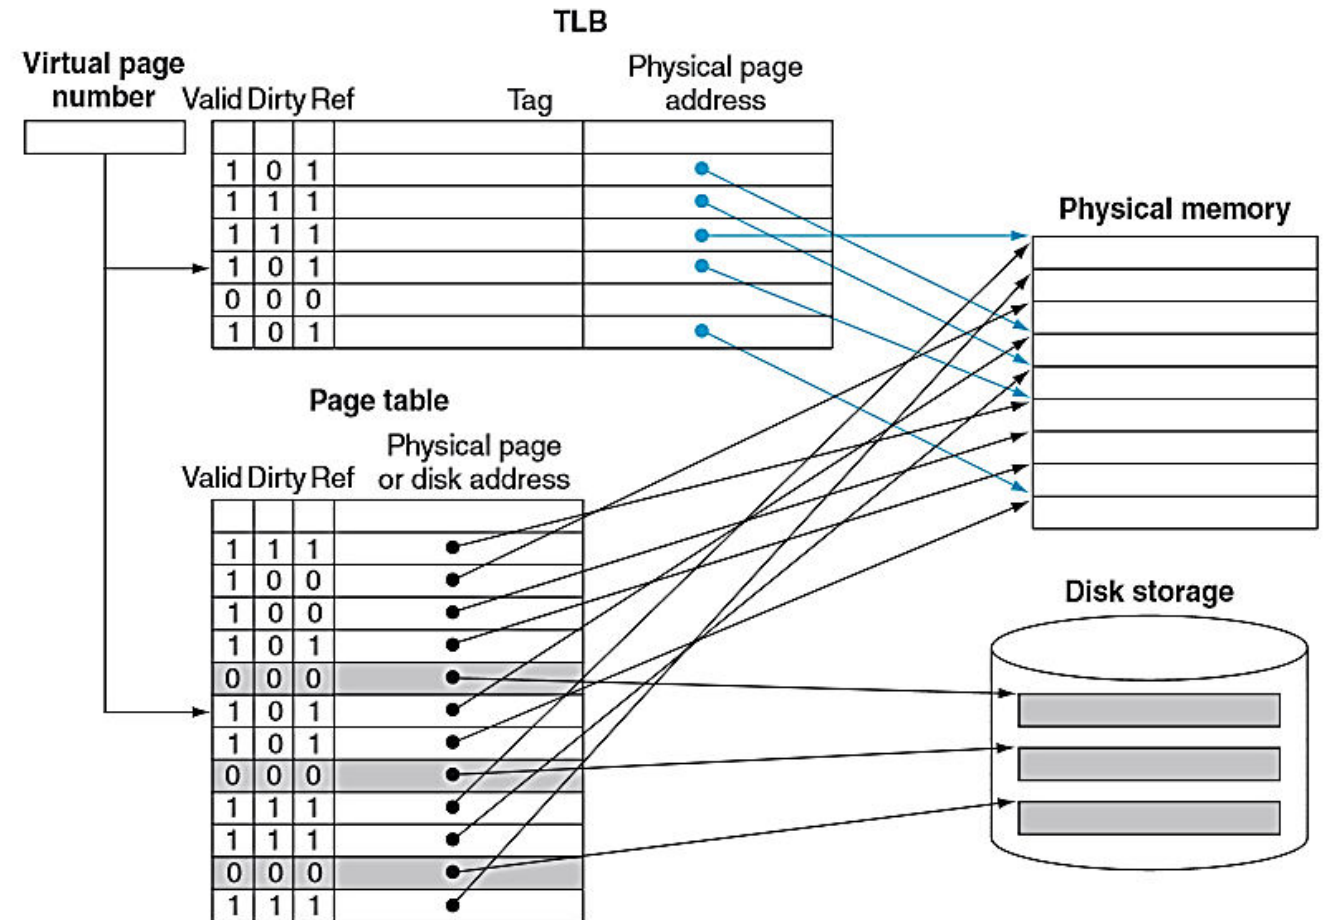 TLB
Virtual page
number
Valid Dirty Ref
Tag
Physical page
address
1 0 1
1 1 1
1 1 1
1 0 1
0 0 0
1 0 1
Physical memory
Page table
Physical page
or disk address
Valid Dirty Ref
1 1 1
1 0 0
1 0 0
1 0 1
0 0 0
1 0 1
1 0 1
0 0 0
1 1 1
1 1 1
0 0 0
1 1 1
Disk storage